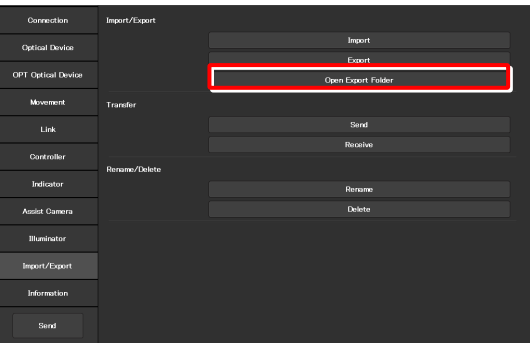 Connection
Optical Device
OPT Optical Device
Movement
Link
Controller
Indicator
Assist Camera
Illuminator
Import/Export
Information
Send
Import/Export
Import
Export
Open Export Folder
Transfer
Send
Receive
Rename/Delete
Rename
Delete